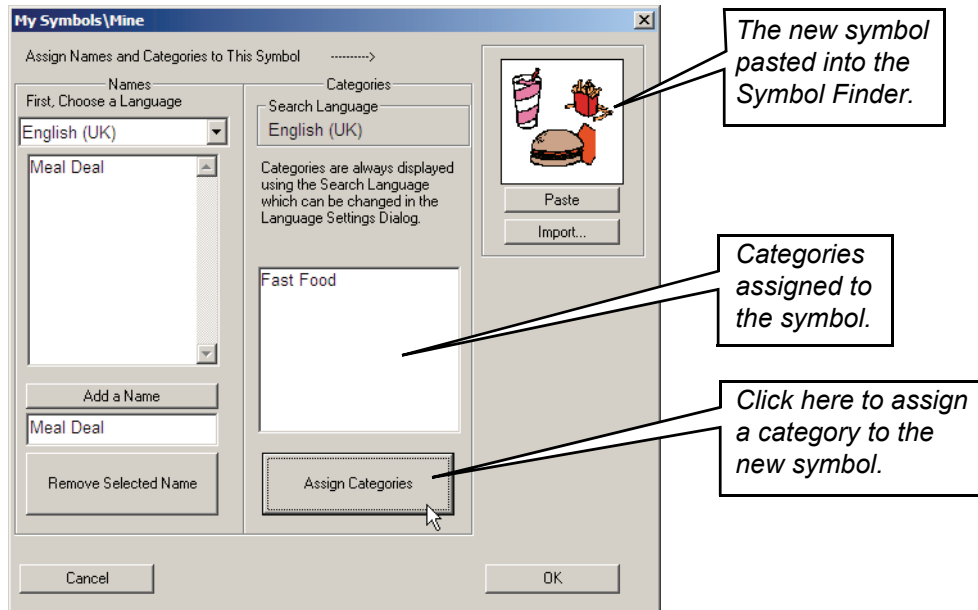 My Symbols\Mine
Assign Names and Categories to This Symbol ---------->
Names
First, Choose a Language
English (UK)
Meal Deal
Add a Name
Meal Deal
Remove Selected Name
Categories
Search Language
English (UK)
Categories are always displayed
using the Search Language
which can be changed in the
Language Settings Dialog.
Fast Food
Assign Categories
Paste
Import...
Cancel
OK
The new symbol
pasted into the
Symbol Finder.
Categories
assigned to
the symbol.
Click here to assign
a category to the
new symbol.